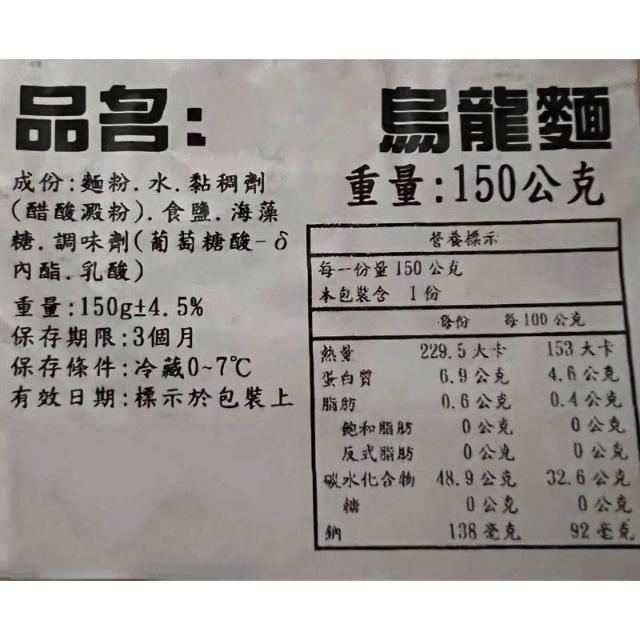 品名: 烏龍麵
重量:150公克
成份:麵粉.水.黏稠劑
(醋酸澱粉).食鹽.海藻
糖.調味劑(葡萄糖酸-δ
內酯.乳酸)
重量:150g±4.5%
保存期限:3個月
保存條件:冷藏0~7℃
有效日期:標示於包裝上
營養標示
每一份量150公克
本包裝含 1份
每份 每100公克
熱量 229.5大卡 153大卡
蛋白質 6.9公克 4.6公克
脂肪 0.6公克 0.4公克
飽和脂肪 0公克 0公克
反式脂肪 0公克 0公克
碳水化合物 48.9公克 32.6公克
糖 0公克 0公克
鈉 138毫克 92毫克